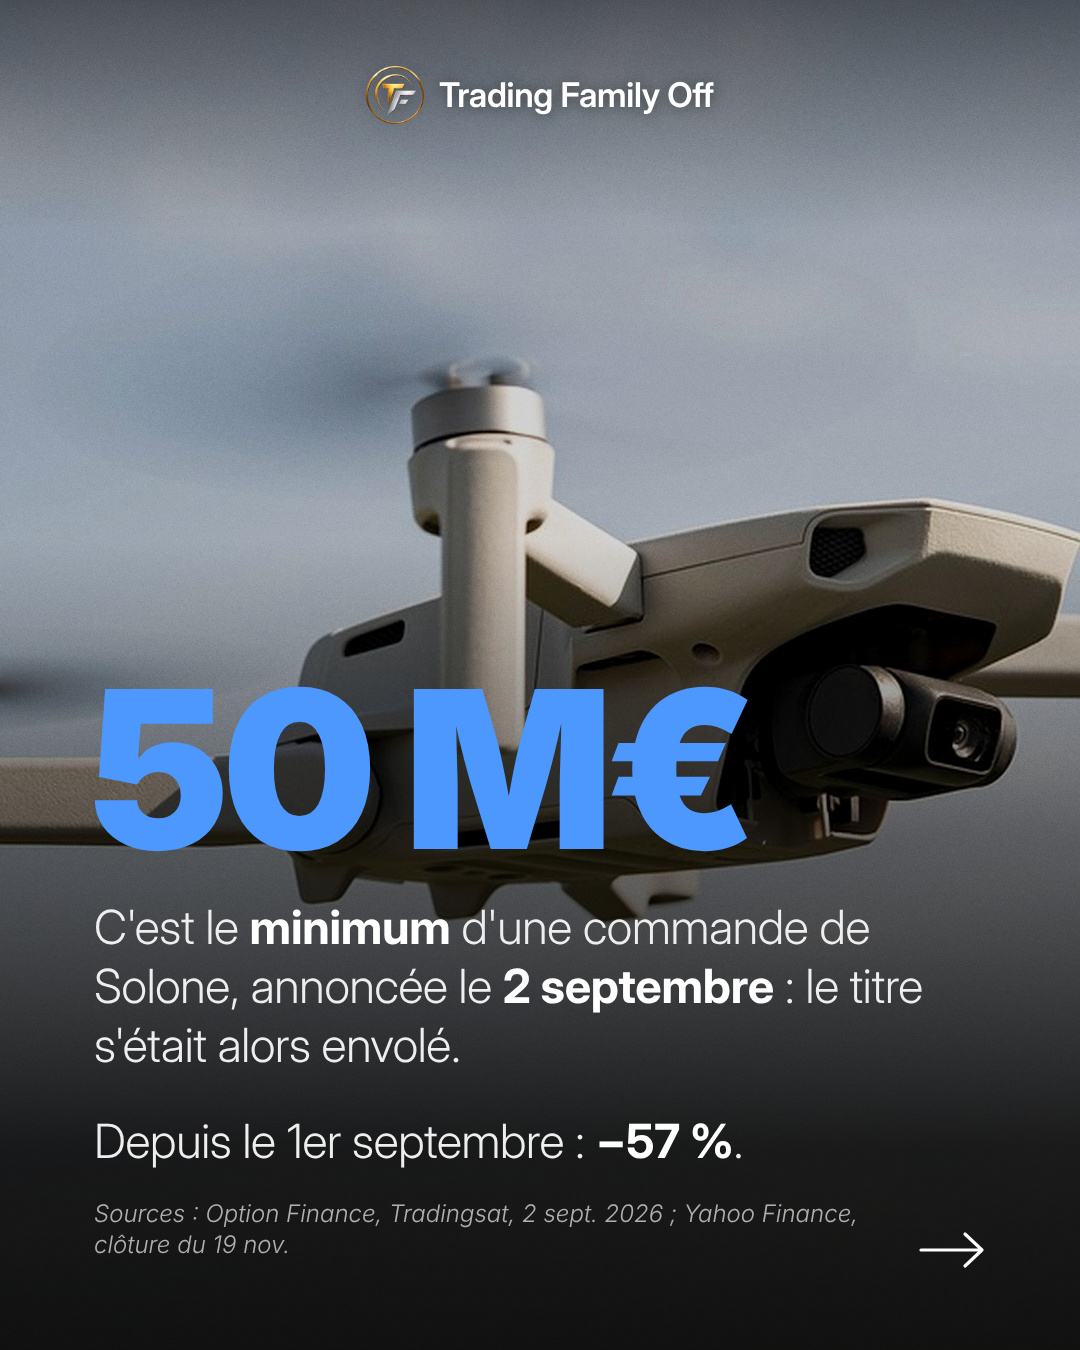 TF Trading Family Off
50 M€
C'est le minimum d'une commande de
Solone, annoncée le 2 septembre : le titre
s'était alors envolé.
Depuis le 1er septembre : –57 %.
Sources : Option Finance, Tradingsat, 2 sept. 2026 ; Yahoo Finance,
clôture du 19 nov.